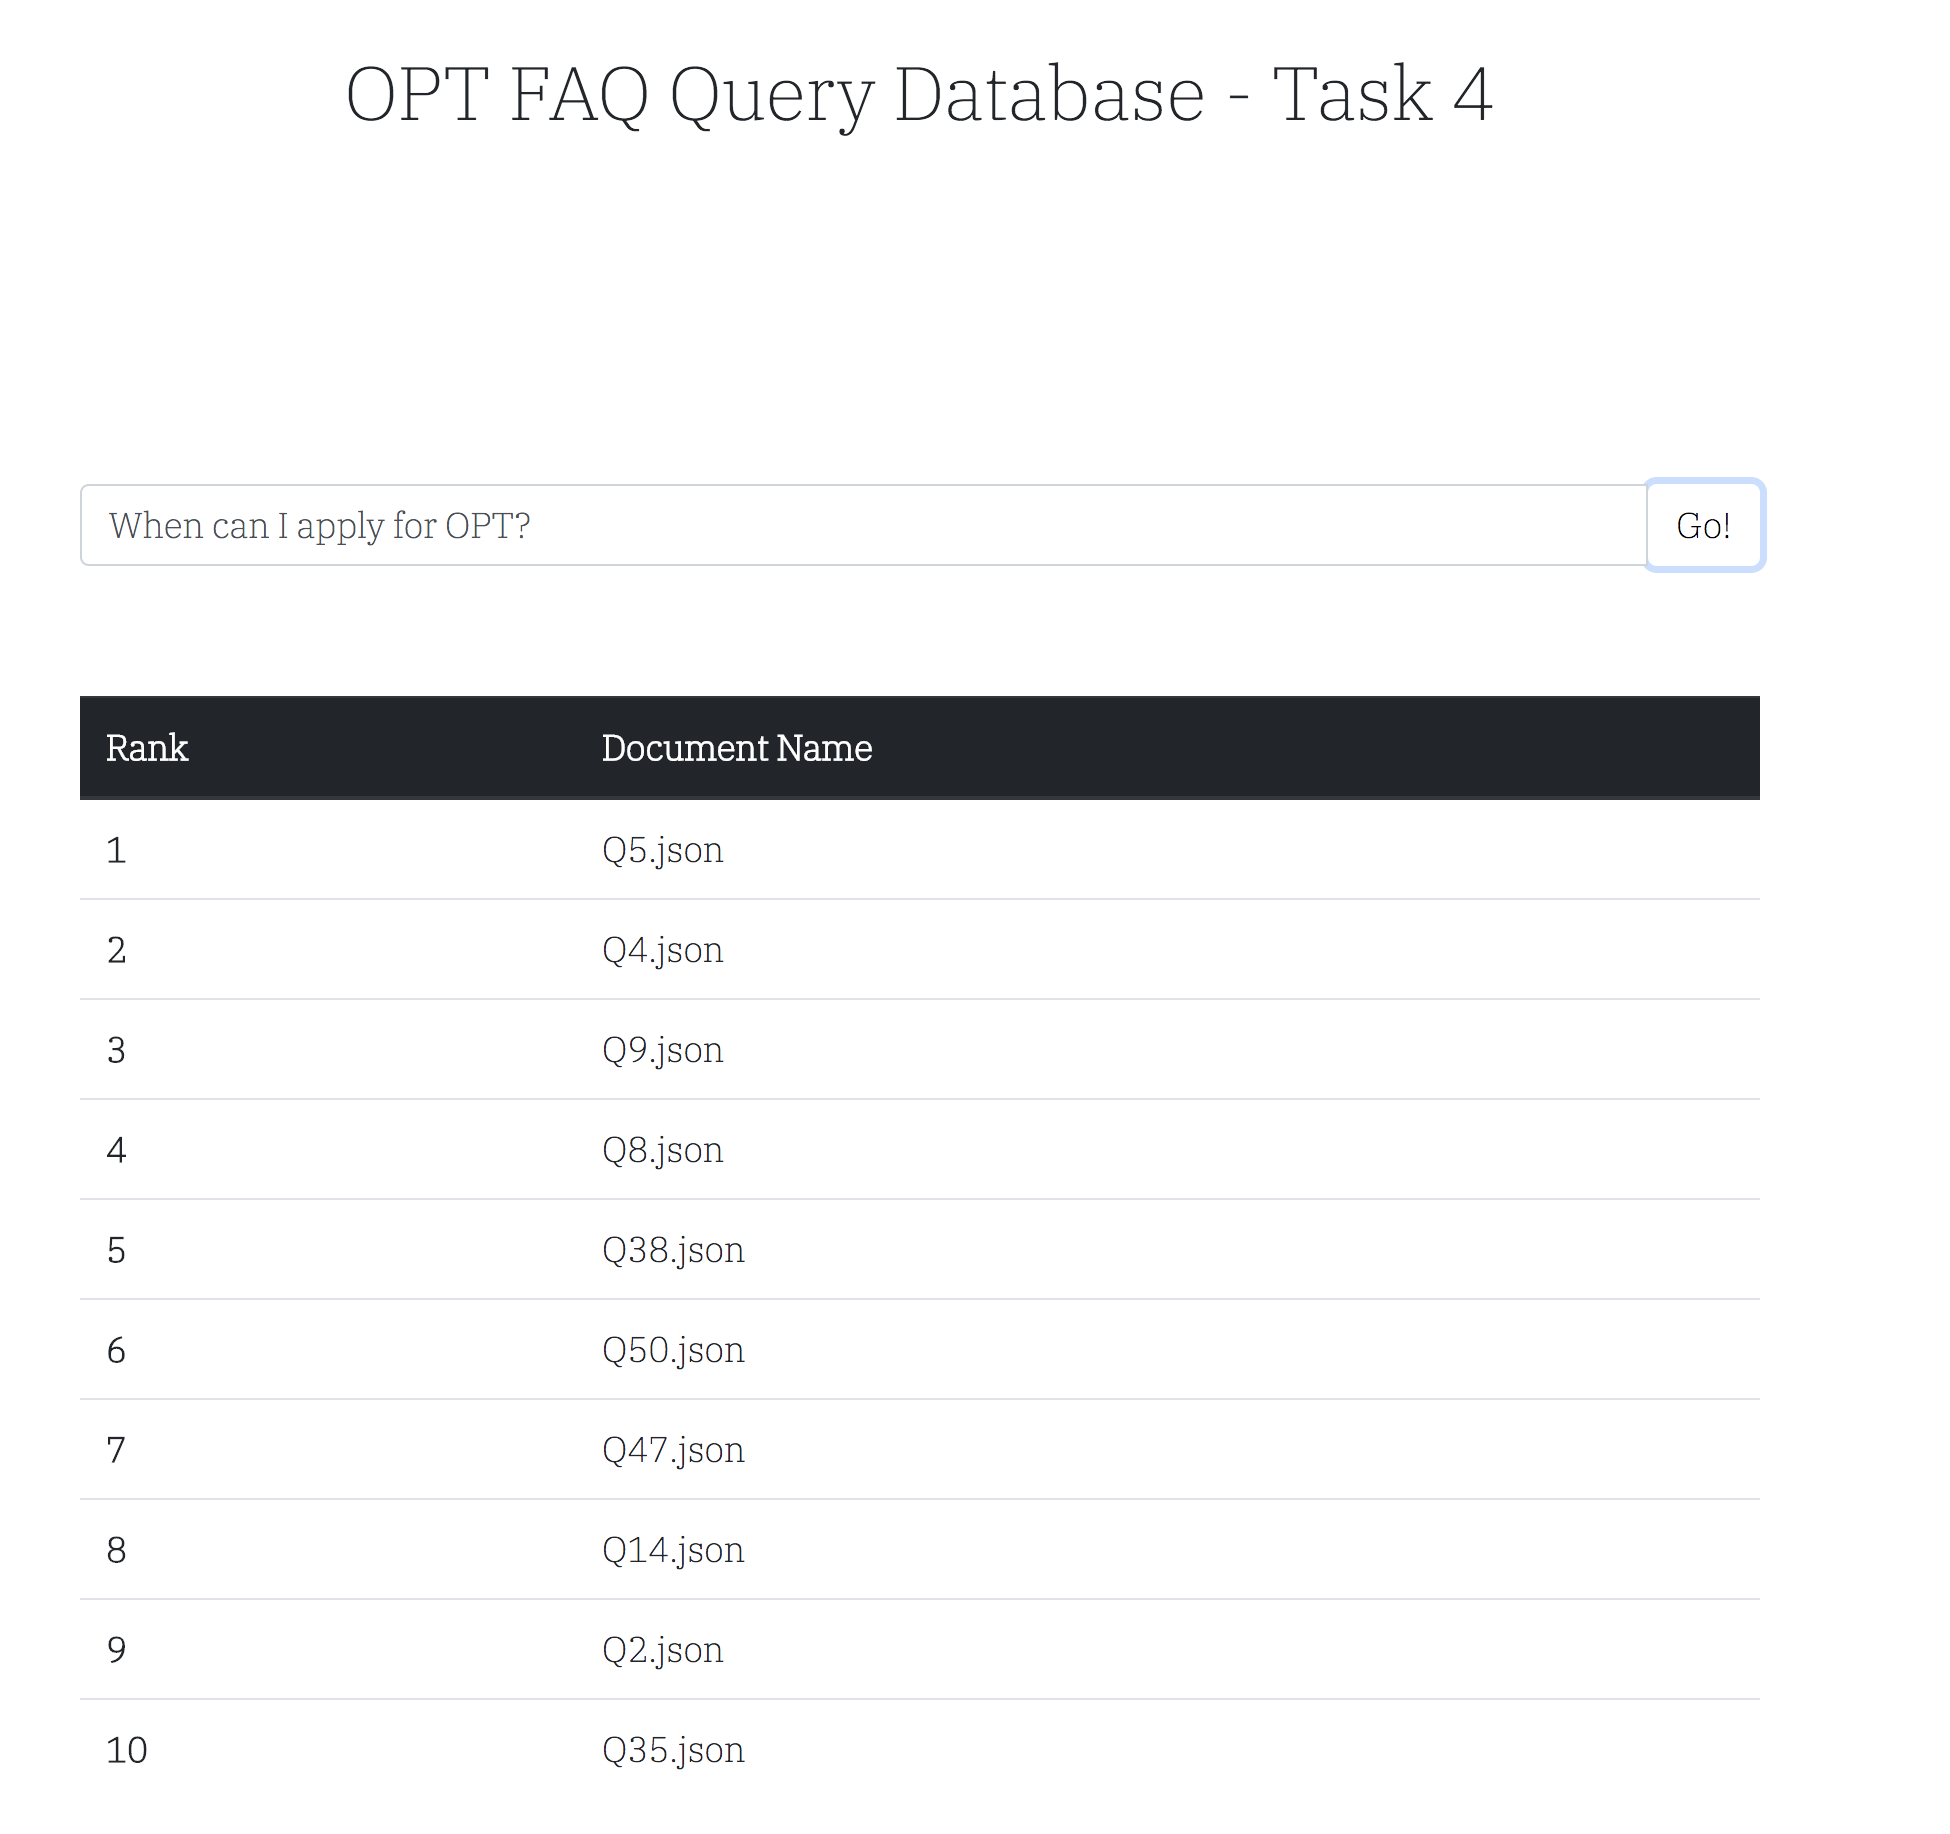 OPT FAQ Query Database - Task 4
When can I apply for OPT? Go!
Rank Document Name
1 Q5.json
2 Q4.json
3 Q9.json
4 Q8.json
5 Q38.json
6 Q50.json
7 Q47.json
8 Q14.json
9 Q2.json
10 Q35.json